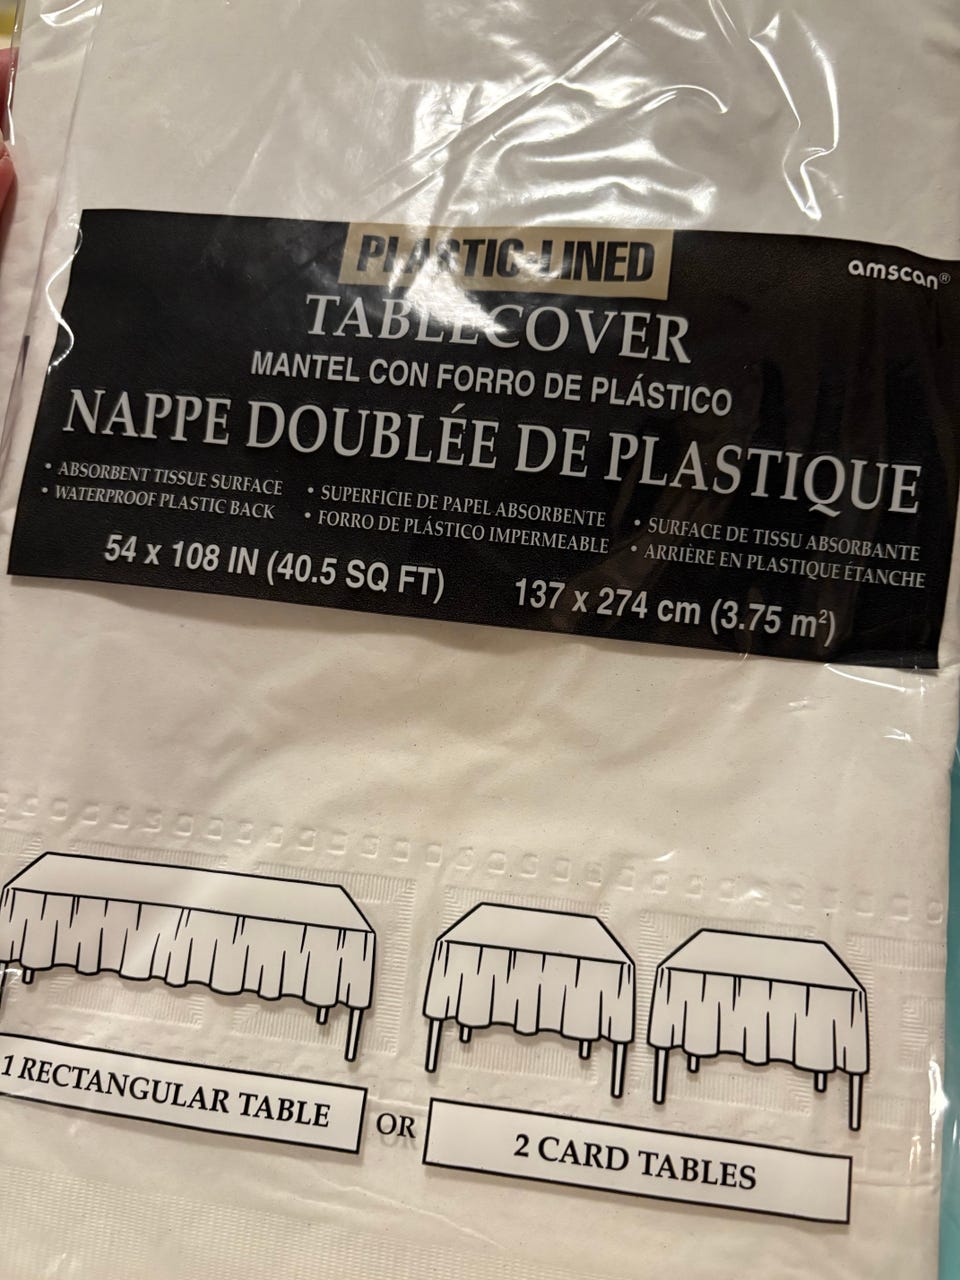 PLASTIC-LINED
amscan®
TABLECOVER
MANTEL CON FORRO DE PLÁSTICO
NAPPE DOUBLÉE DE PLASTIQUE
• ABSORBENT TISSUE SURFACE
• WATERPROOF PLASTIC BACK
• SUPERFICIE DE PAPEL ABSORBENTE
• FORRO DE PLÁSTICO IMPERMEABLE
• SURFACE DE TISSU ABSORBANTE
• ARRIÈRE EN PLASTIQUE ÉTANCHE
54 x 108 IN (40.5 SQ FT)
137 x 274 cm (3.75 m²)
1 RECTANGULAR TABLE
OR
2 CARD TABLES